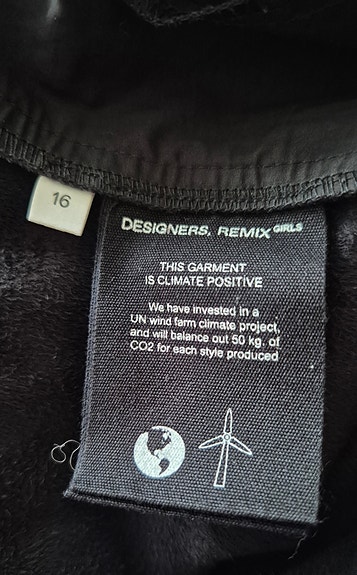 16
DESIGNERS, REMIX GIRLS
THIS GARMENT
IS CLIMATE POSITIVE
We have invested in a
UN wind farm climate project,
and will balance out 50 kg. of
CO2 for each style produced